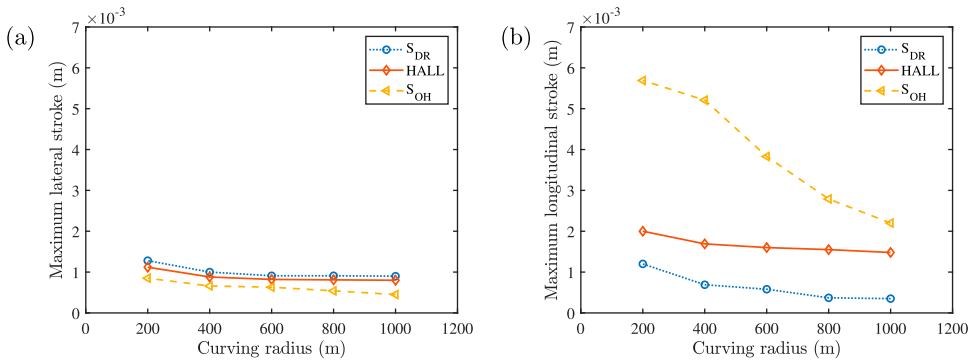 (a)
×10⁻³
7
6
5
4
3
2
1
0
Maximum lateral stroke (m)
S_DR
HALL
S_OH
0 200 400 600 800 1000 1200
Curving radius (m)
(b)
×10⁻³
7
6
5
4
3
2
1
0
Maximum longitudinal stroke (m)
S_DR
HALL
S_OH
0 200 400 600 800 1000 1200
Curving radius (m)